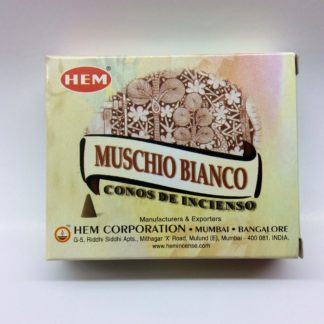 HEM
MUSCHIO BIANCO
CONOS DE INCIENSO
Manufacturers & Exporters
HEM CORPORATION • MUMBAI • BANGALORE
G-5, Riddhi Siddhi Apts., Mithagar 'X' Road, Mulund (E), Mumbai - 400 081. INDIA.
www.hemincense.com